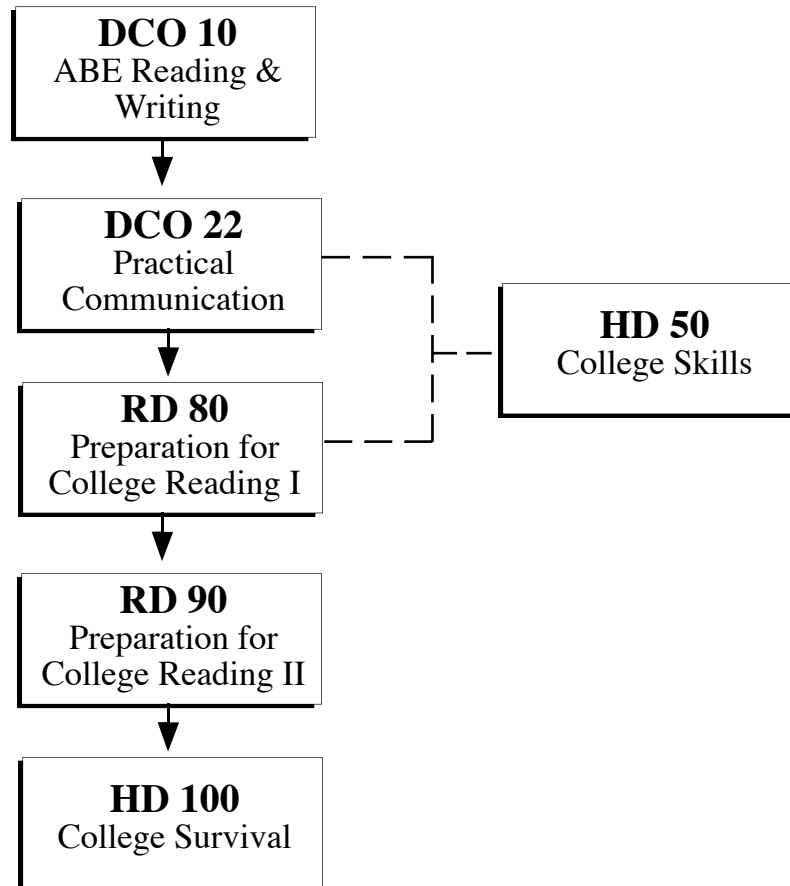 DCO 10
ABE Reading &
Writing
DCO 22
Practical
Communication
HD 50
College Skills
RD 80
Preparation for
College Reading I
RD 90
Preparation for
College Reading II
HD 100
College Survival